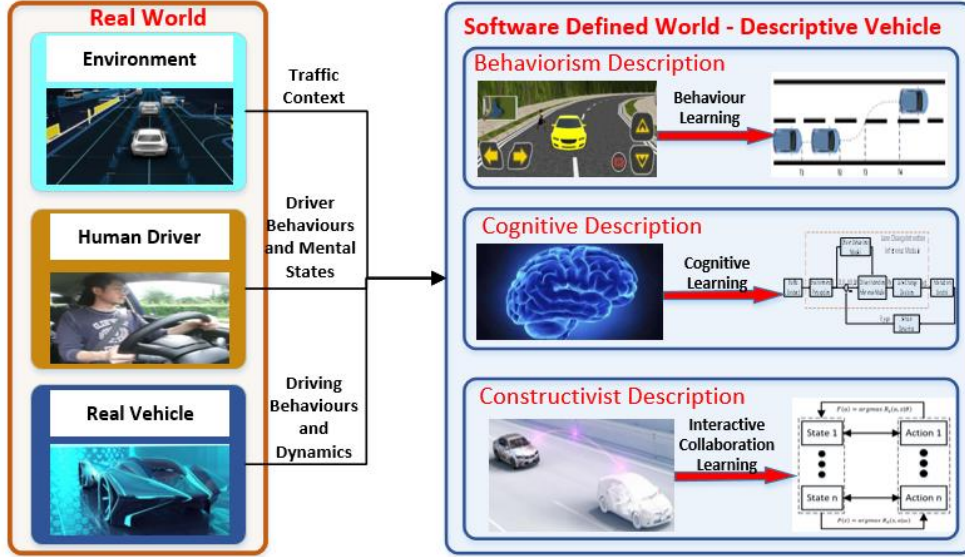 Real World
Environment
Human Driver
Real Vehicle
Traffic
Context
Driver
Behaviours
and Mental
States
Driving
Behaviours
and
Dynamics
Software Defined World - Descriptive Vehicle
Behaviorism Description
Behaviour
Learning
Cognitive Description
Cognitive
Learning
Constructivist Description
Interactive
Collaboration
Learning
State 1
Action 1
State n
Action n